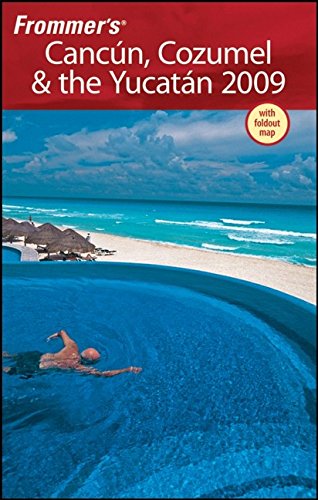 Frommer's®
Cancún, Cozumel
& the Yucatán 2009
with
foldout
map